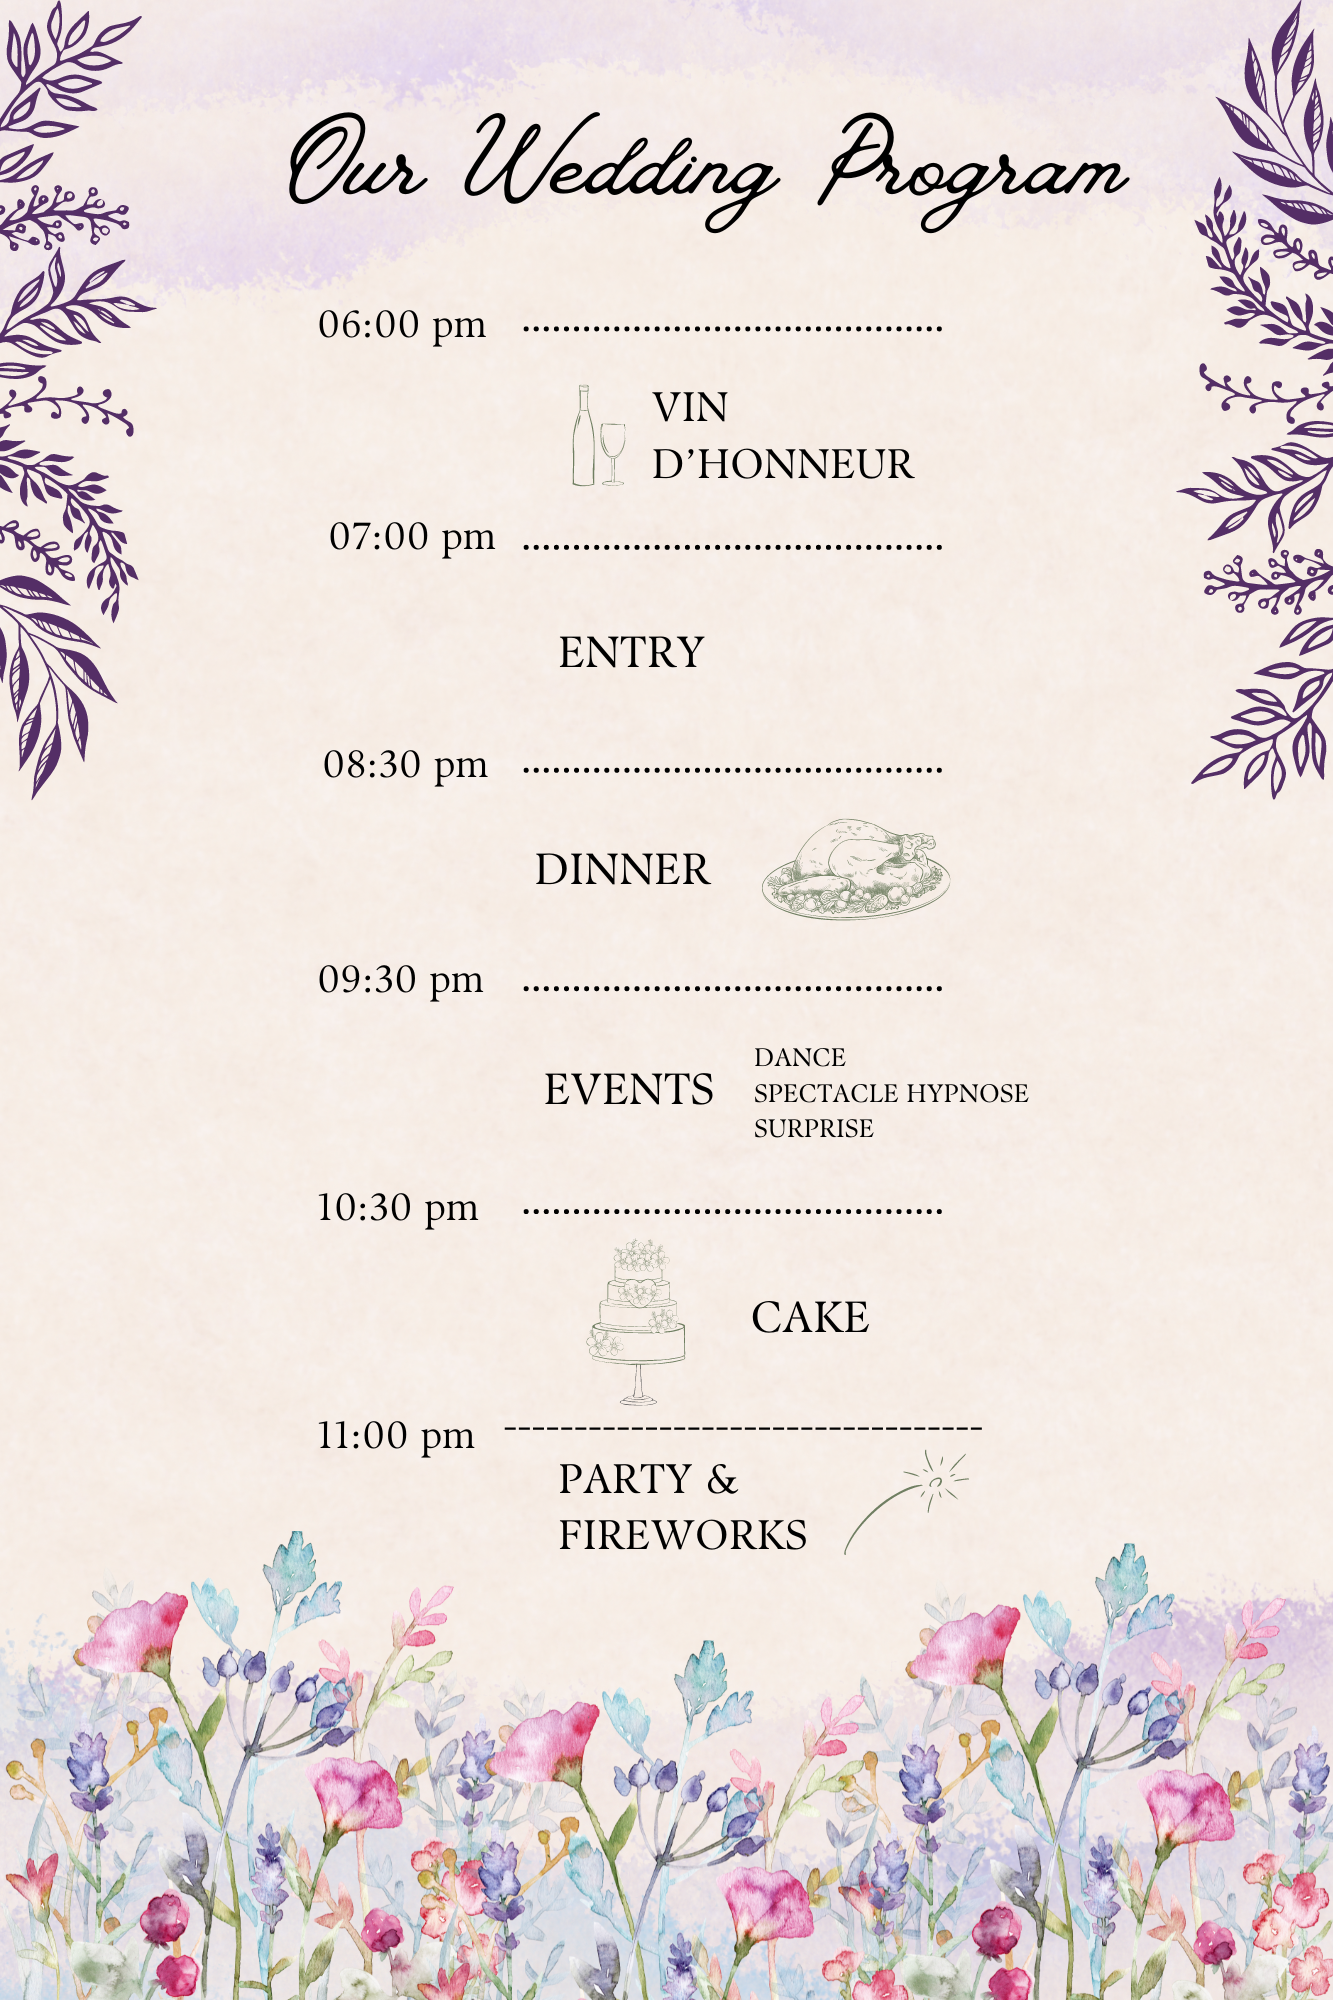 Our Wedding Program
06:00 pm ...........................................
VIN
D'HONNEUR
07:00 pm ...........................................
ENTRY
08:30 pm ...........................................
DINNER
09:30 pm ...........................................
EVENTS
DANCE
SPECTACLE HYPNOSE
SURPRISE
10:30 pm ...........................................
CAKE
11:00 pm -----------------------------------
PARTY &
FIREWORKS